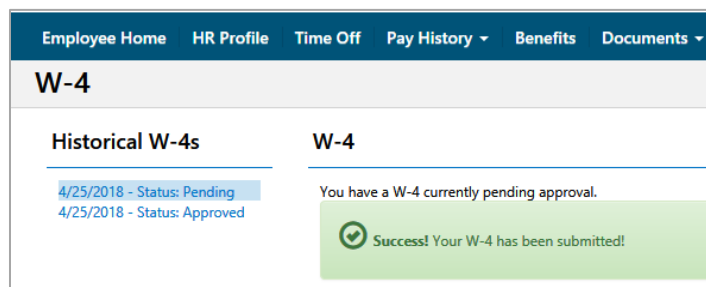 Employee Home HR Profile Time Off Pay History Benefits Documents
W-4
Historical W-4s
W-4
4/25/2018 - Status: Pending
4/25/2018 - Status: Approved
You have a W-4 currently pending approval.
Success! Your W-4 has been submitted!